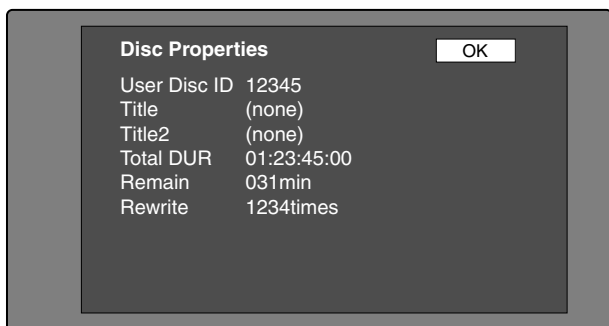 Disc Properties OK
User Disc ID 12345
Title (none)
Title2 (none)
Total DUR 01:23:45:00
Remain 031min
Rewrite 1234times